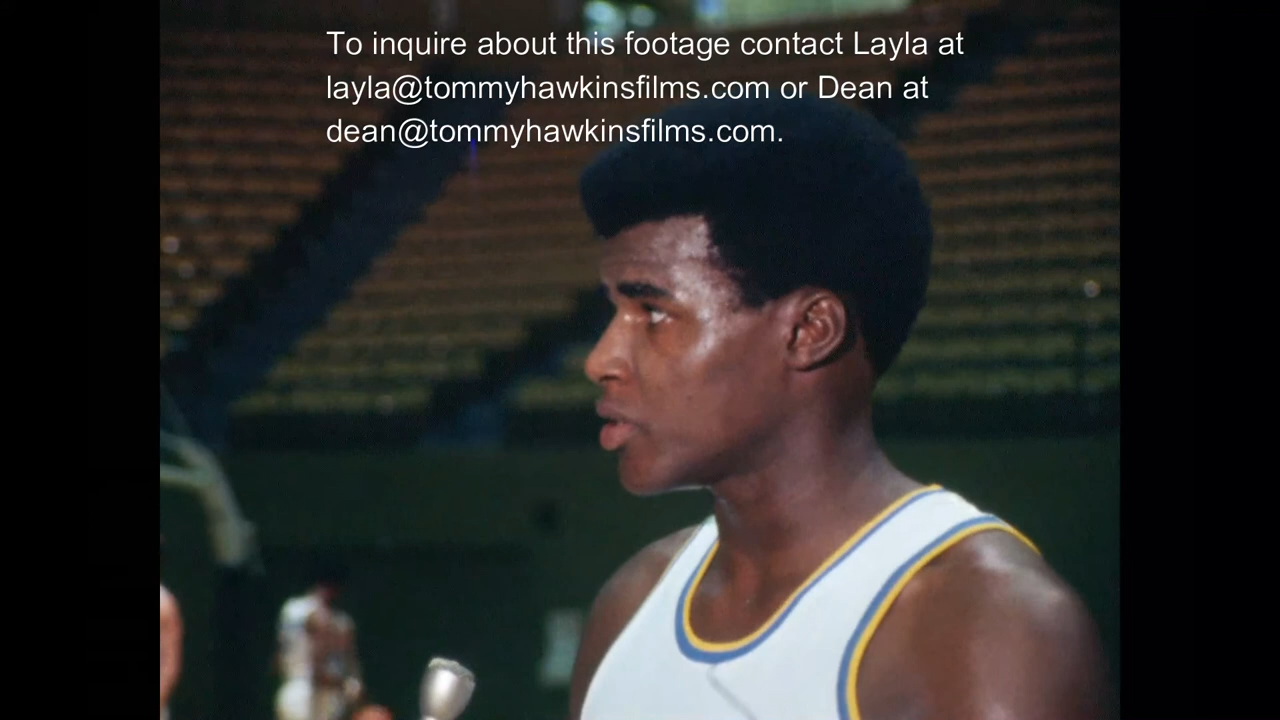 To inquire about this footage contact Layla at
layla@tommyhawkinsfilms.com or Dean at
dean@tommyhawkinsfilms.com.